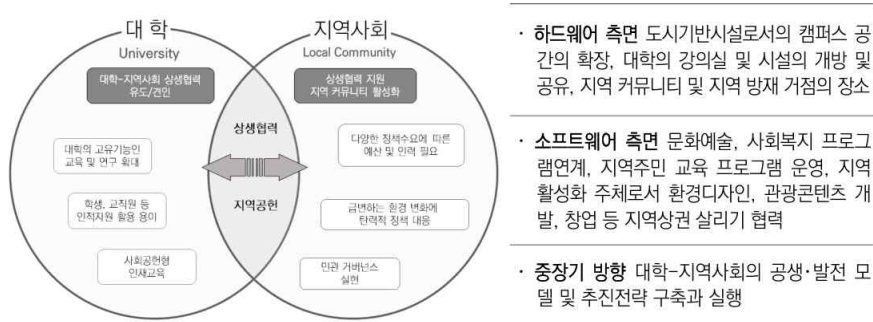 대 학
University
대학-지역사회 상생협력
유도/견인
대학의 고유기능인
교육 및 연구 확대
학생, 교직원 등
인적자원 활용 용이
사회공헌형
인재교육
상생협력
지역공헌
지역사회
Local Community
상생협력 지원
지역 커뮤니티 활성화
다양한 정책수요에 따른
예산 및 인력 필요
급변하는 환경 변화에
탄력적 정책 대응
민관 거버넌스
실현
· 하드웨어 측면 도시기반시설로서의 캠퍼스 공
간의 확장, 대학의 강의실 및 시설의 개방 및
공유, 지역 커뮤니티 및 지역 방재 거점의 장소
· 소프트웨어 측면 문화예술, 사회복지 프로그
램연계, 지역주민 교육 프로그램 운영, 지역
활성화 주체로서 환경디자인, 관광콘텐츠 개
발, 창업 등 지역상권 살리기 협력
· 중장기 방향 대학-지역사회의 공생·발전 모
델 및 추진전략 구축과 실행